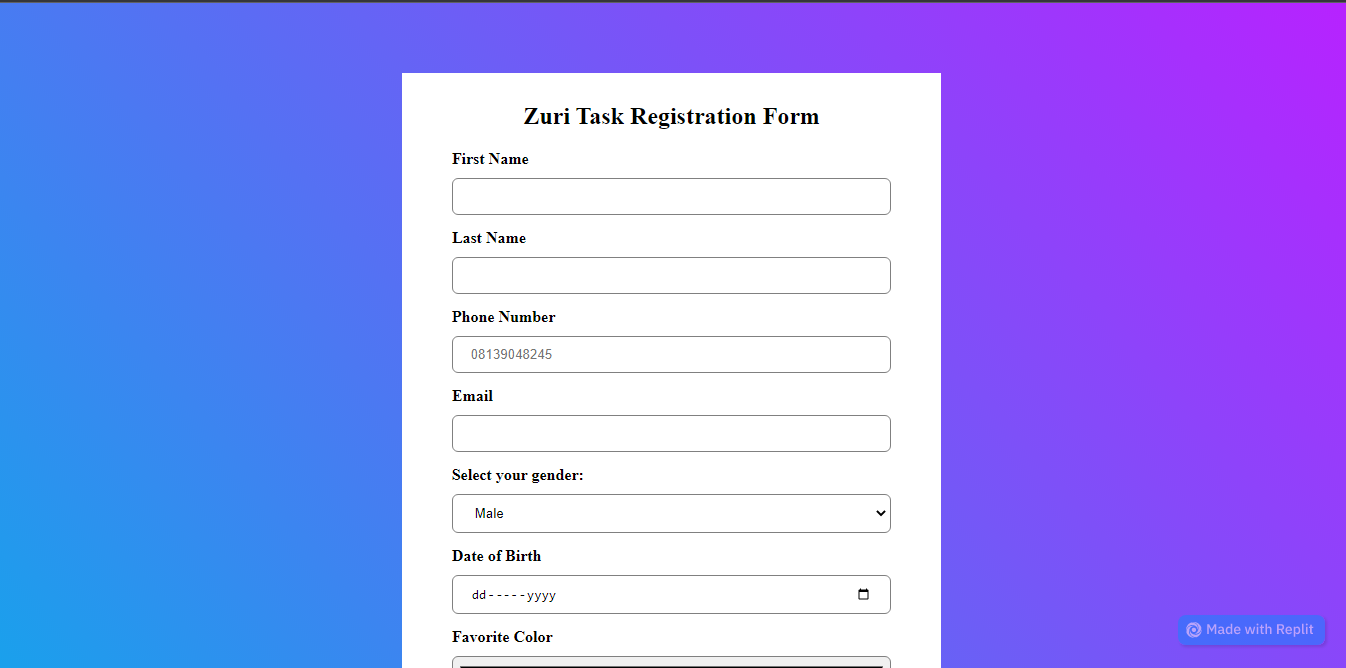 Zuri Task Registration Form
First Name
Last Name
Phone Number
08139048245
Email
Select your gender:
Male
Date of Birth
dd-----yyyy
Favorite Color
Made with Replit